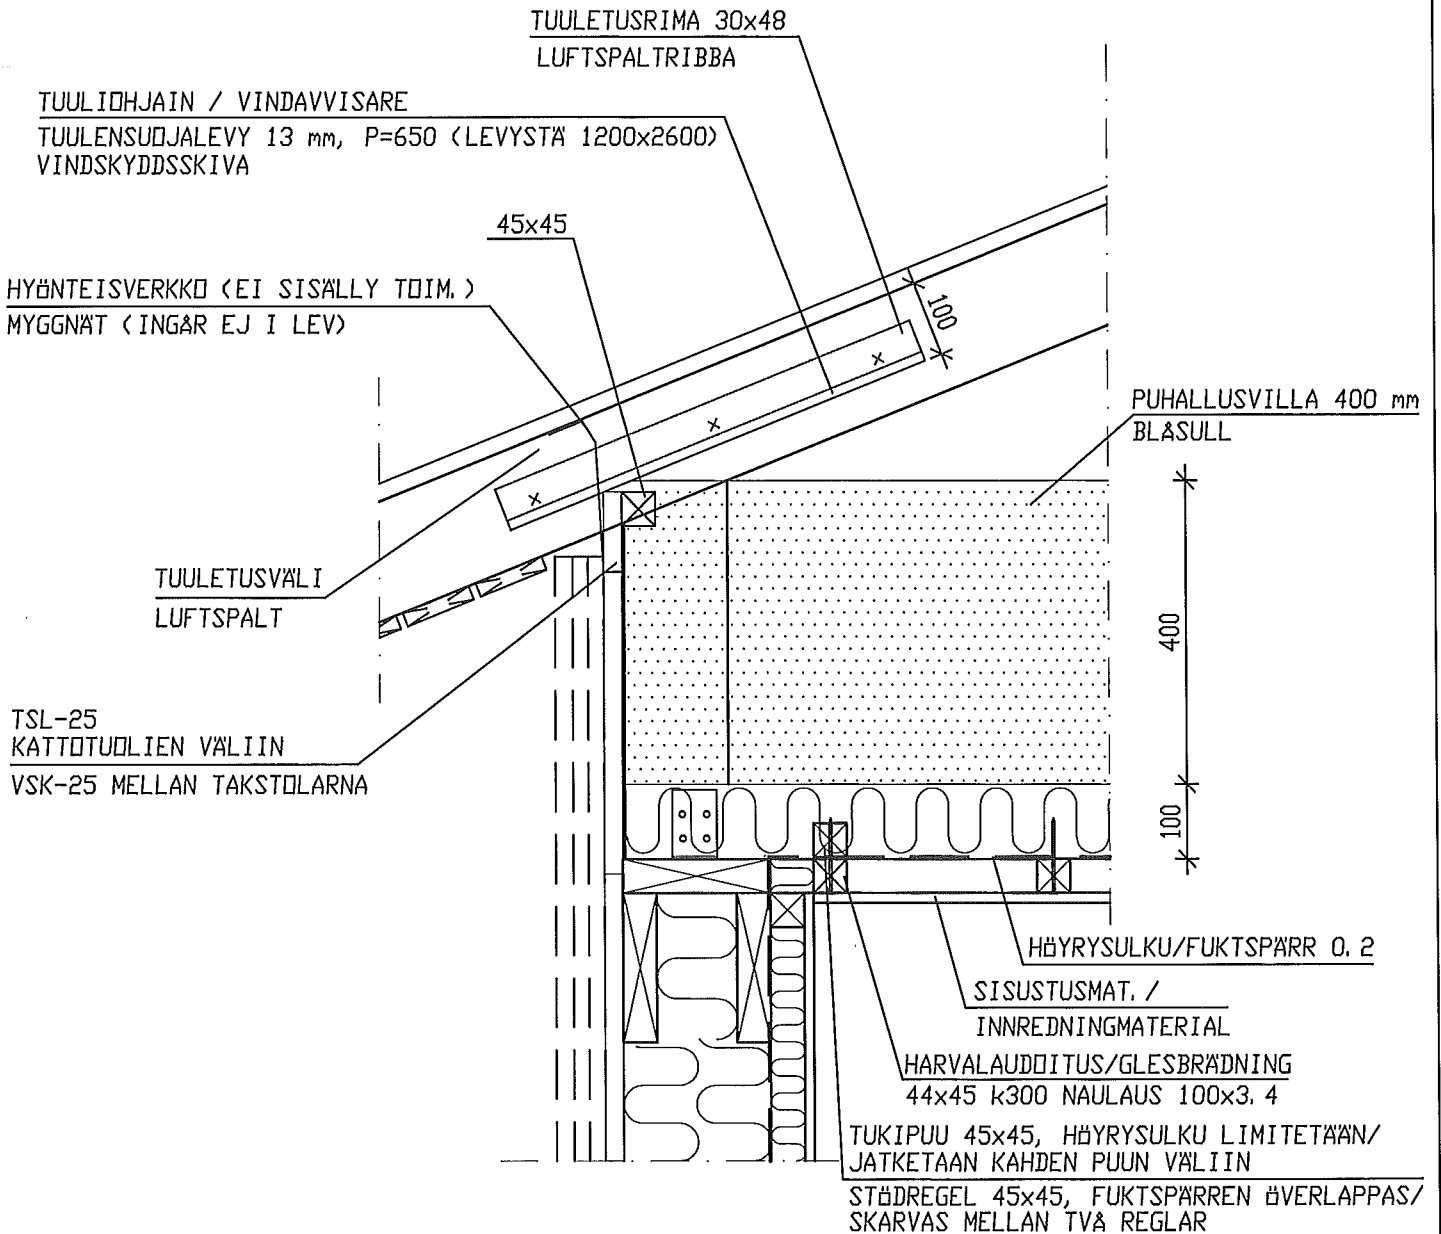 TUULETUSRIMA 30x48
LUFTSPALTRIBBA
TUULIOHJAIN / VINDAVVISARE
TUULENSUOJALEVY 13 mm, P=650 (LEVYSTÄ 1200x2600)
VINDSKYDDSSKIVA
45x45
HYÖNTEISVERKKO (EI SISÄLLY TOIM.)
MYGGNÄT (INGÅR EJ I LEV)
100
PUHALLUSVILLA 400 mm
BLÅSULL
TUULETUSVÄLI
LUFTSPALT
400
TSL-25
KATTOTUOLIEN VÄLIIN
VSK-25 MELLAN TAKSTOLARNA
100
HÖYRYSULKU/FUKTSPÄRR 0.2
SISUSTUSMAT. /
INNREDNINGMATERIAL
HARVALAUDOITUS/GLESBRÄDNING
44x45 k300 NAULAUS 100x3.4
TUKIPUU 45x45, HÖYRYSULKU LIMITETÄÄN/
JATKETAAN KAHDEN PUUN VÄLIIN
STÖDREGEL 45x45, FUKTSPÄRREN ÖVERLAPPAS/
SKARVAS MELLAN TVÅ REGLAR